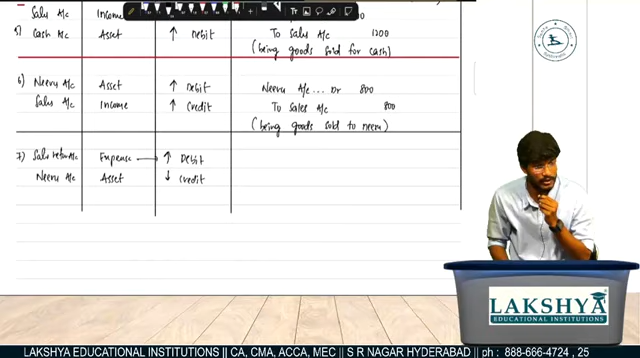 Sales A/c Income 
5) Cash A/c Asset ↑ Debit To Sales A/c 1200
(being goods sold for cash)
6) Neeru A/c Asset ↑ Debit Neeru A/c... Dr 800
Sales A/c Income ↑ Credit To Sales A/c 800
(being goods sold to neeru)
7) Sales return A/c Expense → ↑ Debit
Neeru A/c Asset ↓ Credit
LAKSHYA
EDUCATIONAL INSTITUTIONS
LAKSHYA EDUCATIONAL INSTITUTIONS || CA, CMA, ACCA, MEC || S R NAGAR HYDERABAD || ph : 888-666-4724 , 25